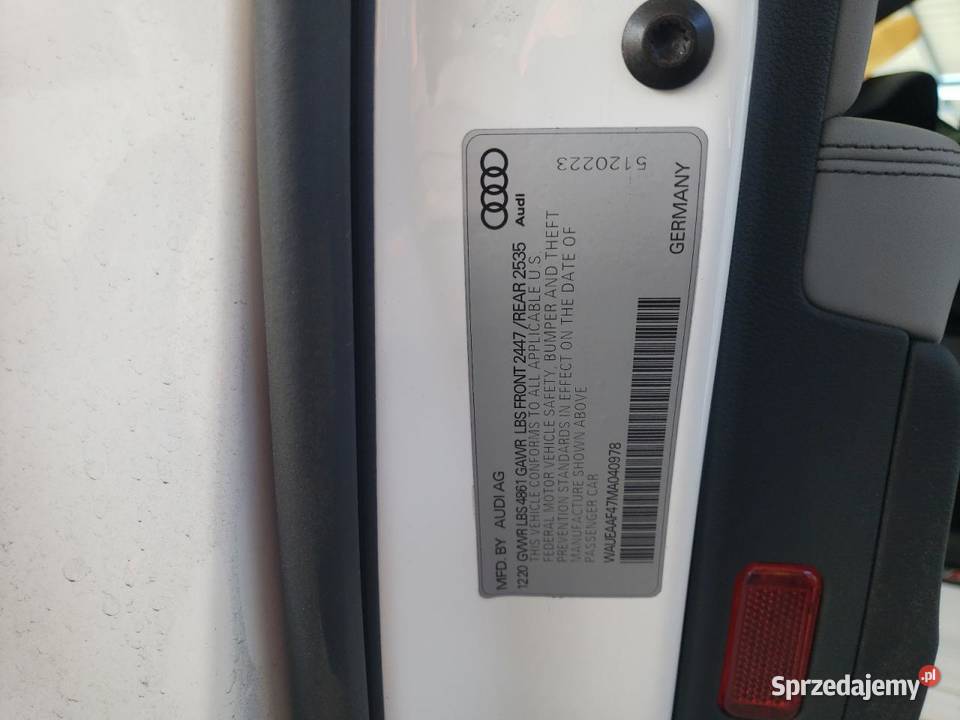 5120223
Audi
MFD. BY AUDI AG
12.20 GVWR LBS 4861 GAWR LBS FRONT 2447 / REAR 2535
THIS VEHICLE CONFORMS TO ALL APPLICABLE U S
FEDERAL MOTOR VEHICLE SAFETY, BUMPER AND THEFT
PREVENTION STANDARDS IN EFFECT ON THE DATE OF
MANUFACTURE SHOWN ABOVE
PASSENGER CAR
WAUEAAF47MA040978
GERMANY
Sprzedajemy.pl